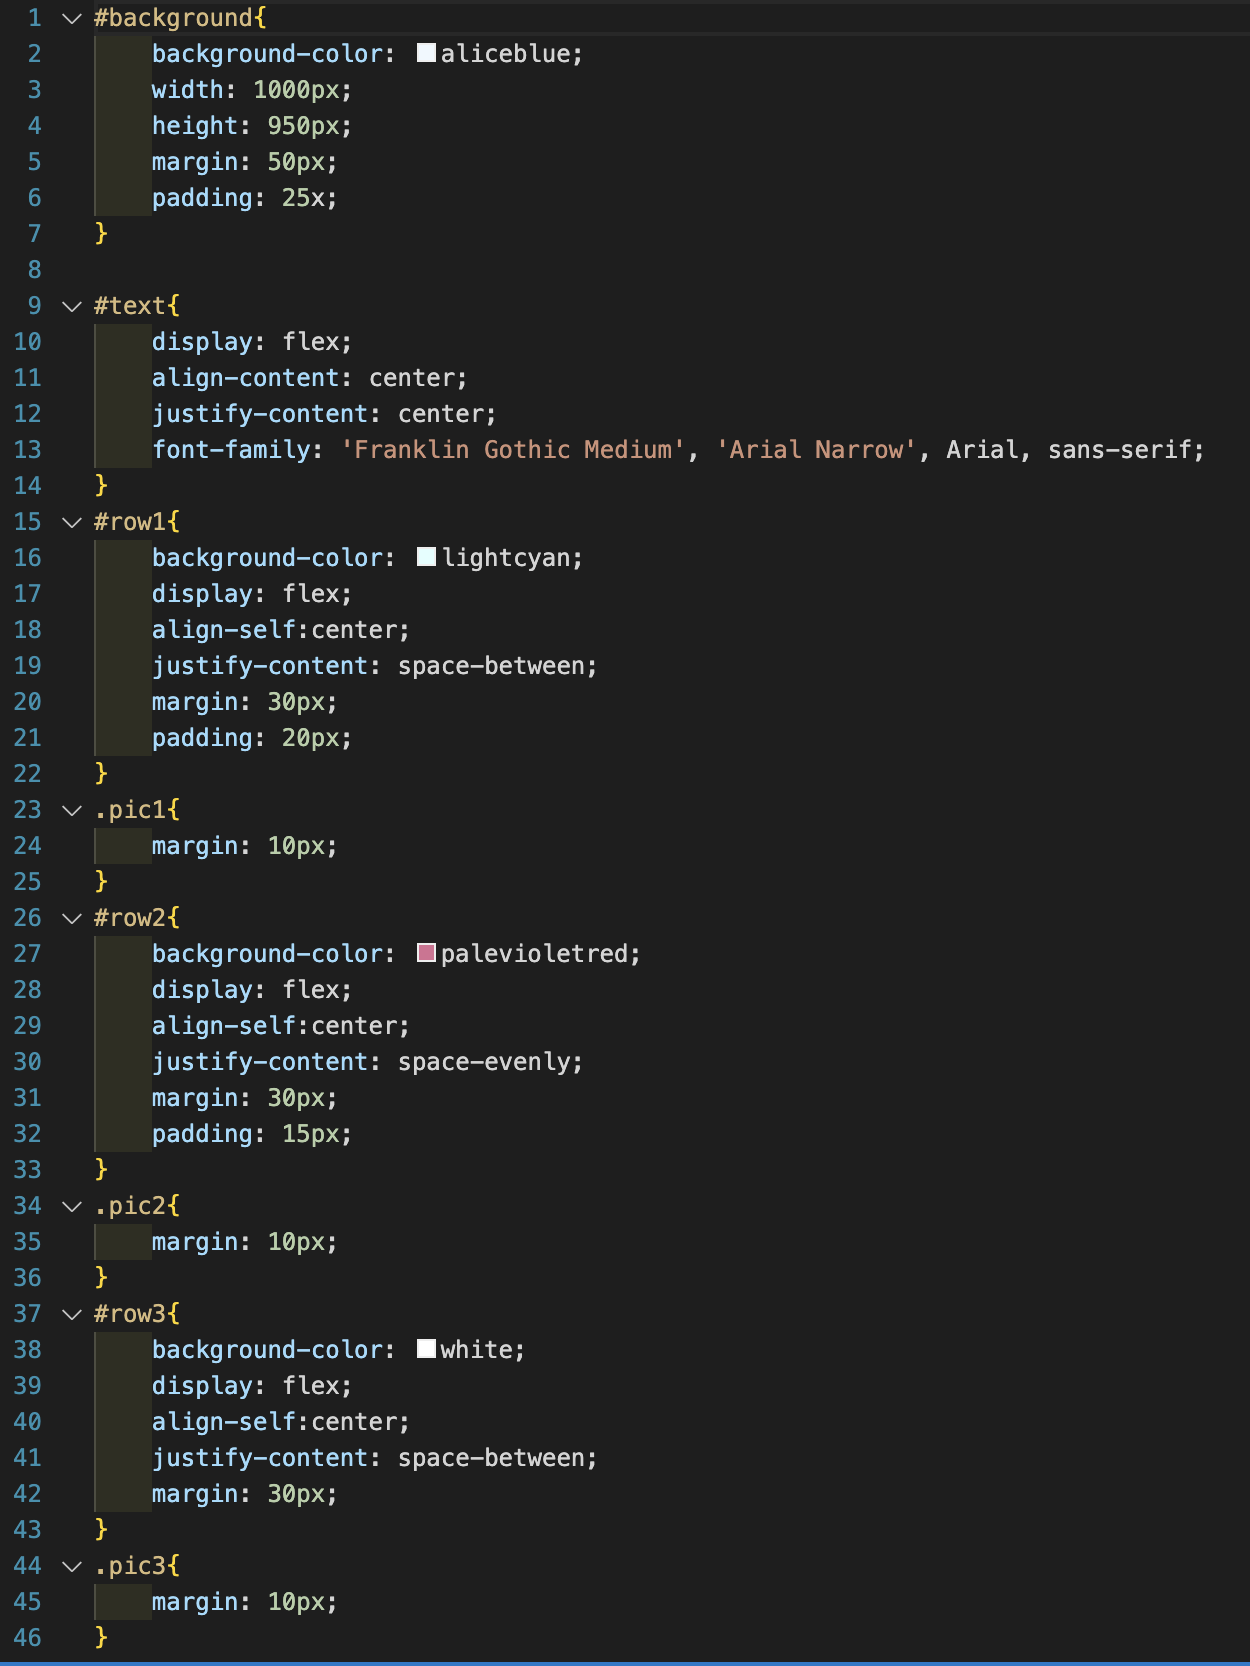 1 #background{
2 background-color: aliceblue;
3 width: 1000px;
4 height: 950px;
5 margin: 50px;
6 padding: 25x;
7 }
8
9 #text{
10 display: flex;
11 align-content: center;
12 justify-content: center;
13 font-family: 'Franklin Gothic Medium', 'Arial Narrow', Arial, sans-serif;
14 }
15 #row1{
16 background-color: lightcyan;
17 display: flex;
18 align-self:center;
19 justify-content: space-between;
20 margin: 30px;
21 padding: 20px;
22 }
23 .pic1{
24 margin: 10px;
25 }
26 #row2{
27 background-color: palevioletred;
28 display: flex;
29 align-self:center;
30 justify-content: space-evenly;
31 margin: 30px;
32 padding: 15px;
33 }
34 .pic2{
35 margin: 10px;
36 }
37 #row3{
38 background-color: white;
39 display: flex;
40 align-self:center;
41 justify-content: space-between;
42 margin: 30px;
43 }
44 .pic3{
45 margin: 10px;
46 }